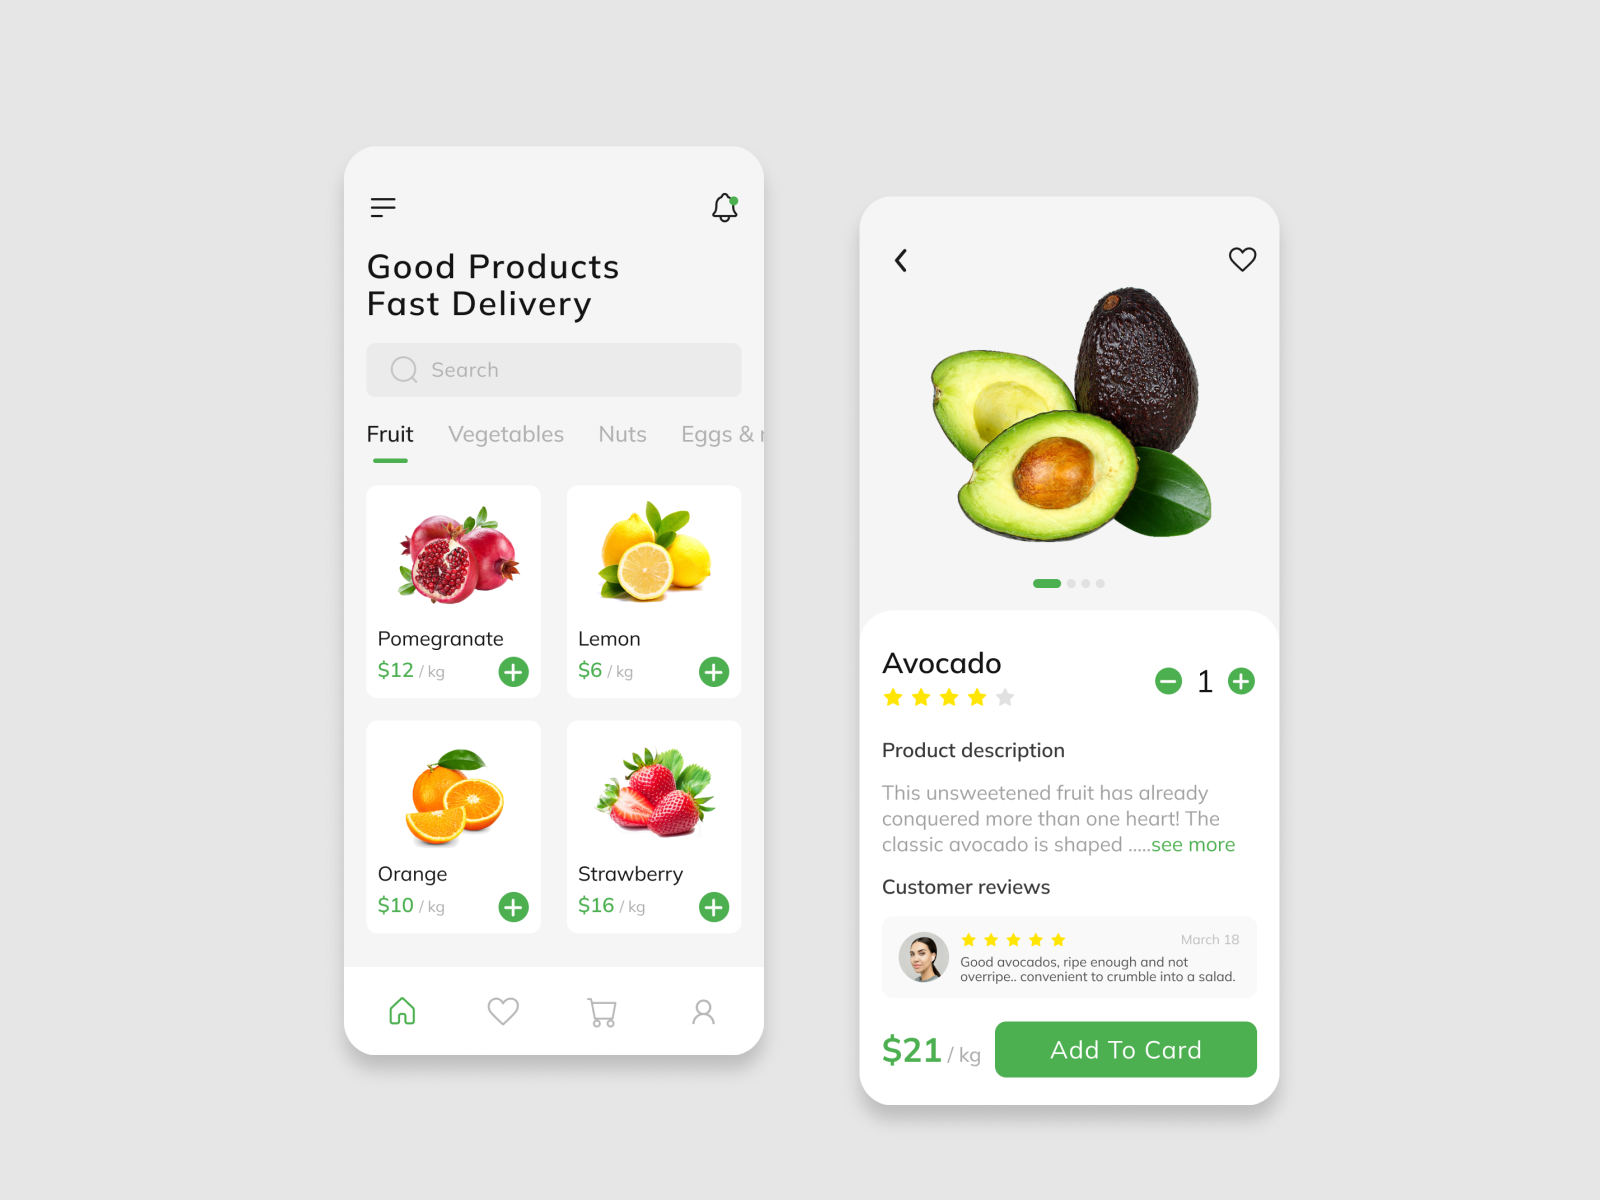 Good Products
Fast Delivery
Search
Fruit Vegetables Nuts Eggs &
Pomegranate
$12 / kg
Lemon
$6 / kg
Orange
$10 / kg
Strawberry
$16 / kg
Avocado
1
Product description
This unsweetened fruit has already
conquered more than one heart! The
classic avocado is shaped .....see more
Customer reviews
March 18
Good avocados, ripe enough and not
overripe.. convenient to crumble into a salad.
$21 / kg
Add To Card